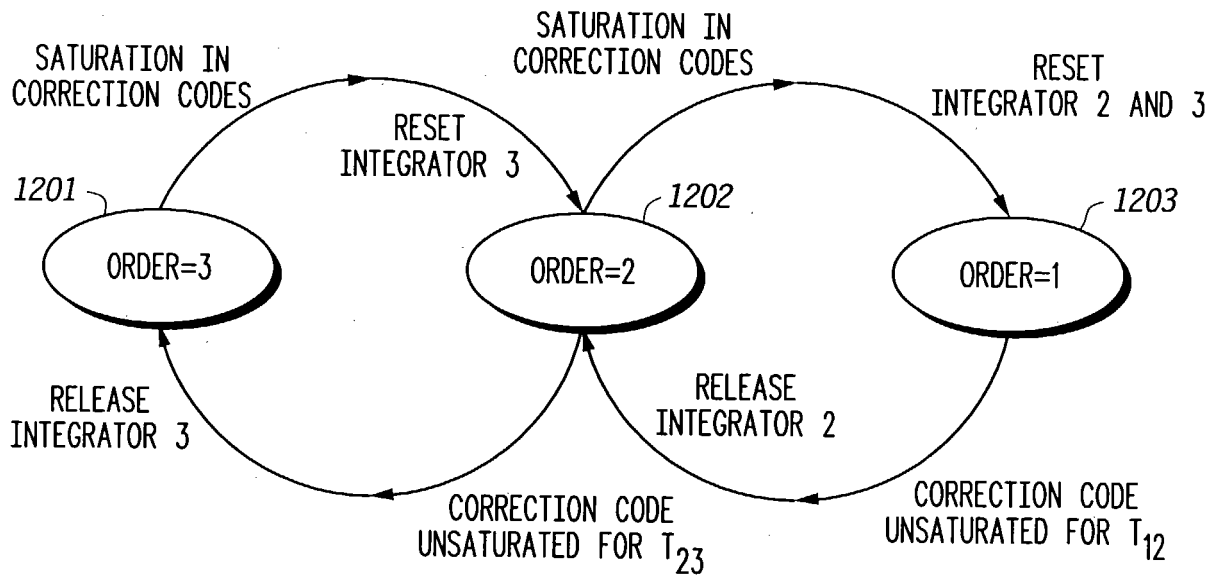 SATURATION IN
CORRECTION CODES
RESET
INTEGRATOR 3
SATURATION IN
CORRECTION CODES
RESET
INTEGRATOR 2 AND 3
1201
1202
1203
ORDER=3
ORDER=2
ORDER=1
RELEASE
INTEGRATOR 3
CORRECTION CODE
UNSATURATED FOR T23
RELEASE
INTEGRATOR 2
CORRECTION CODE
UNSATURATED FOR T12